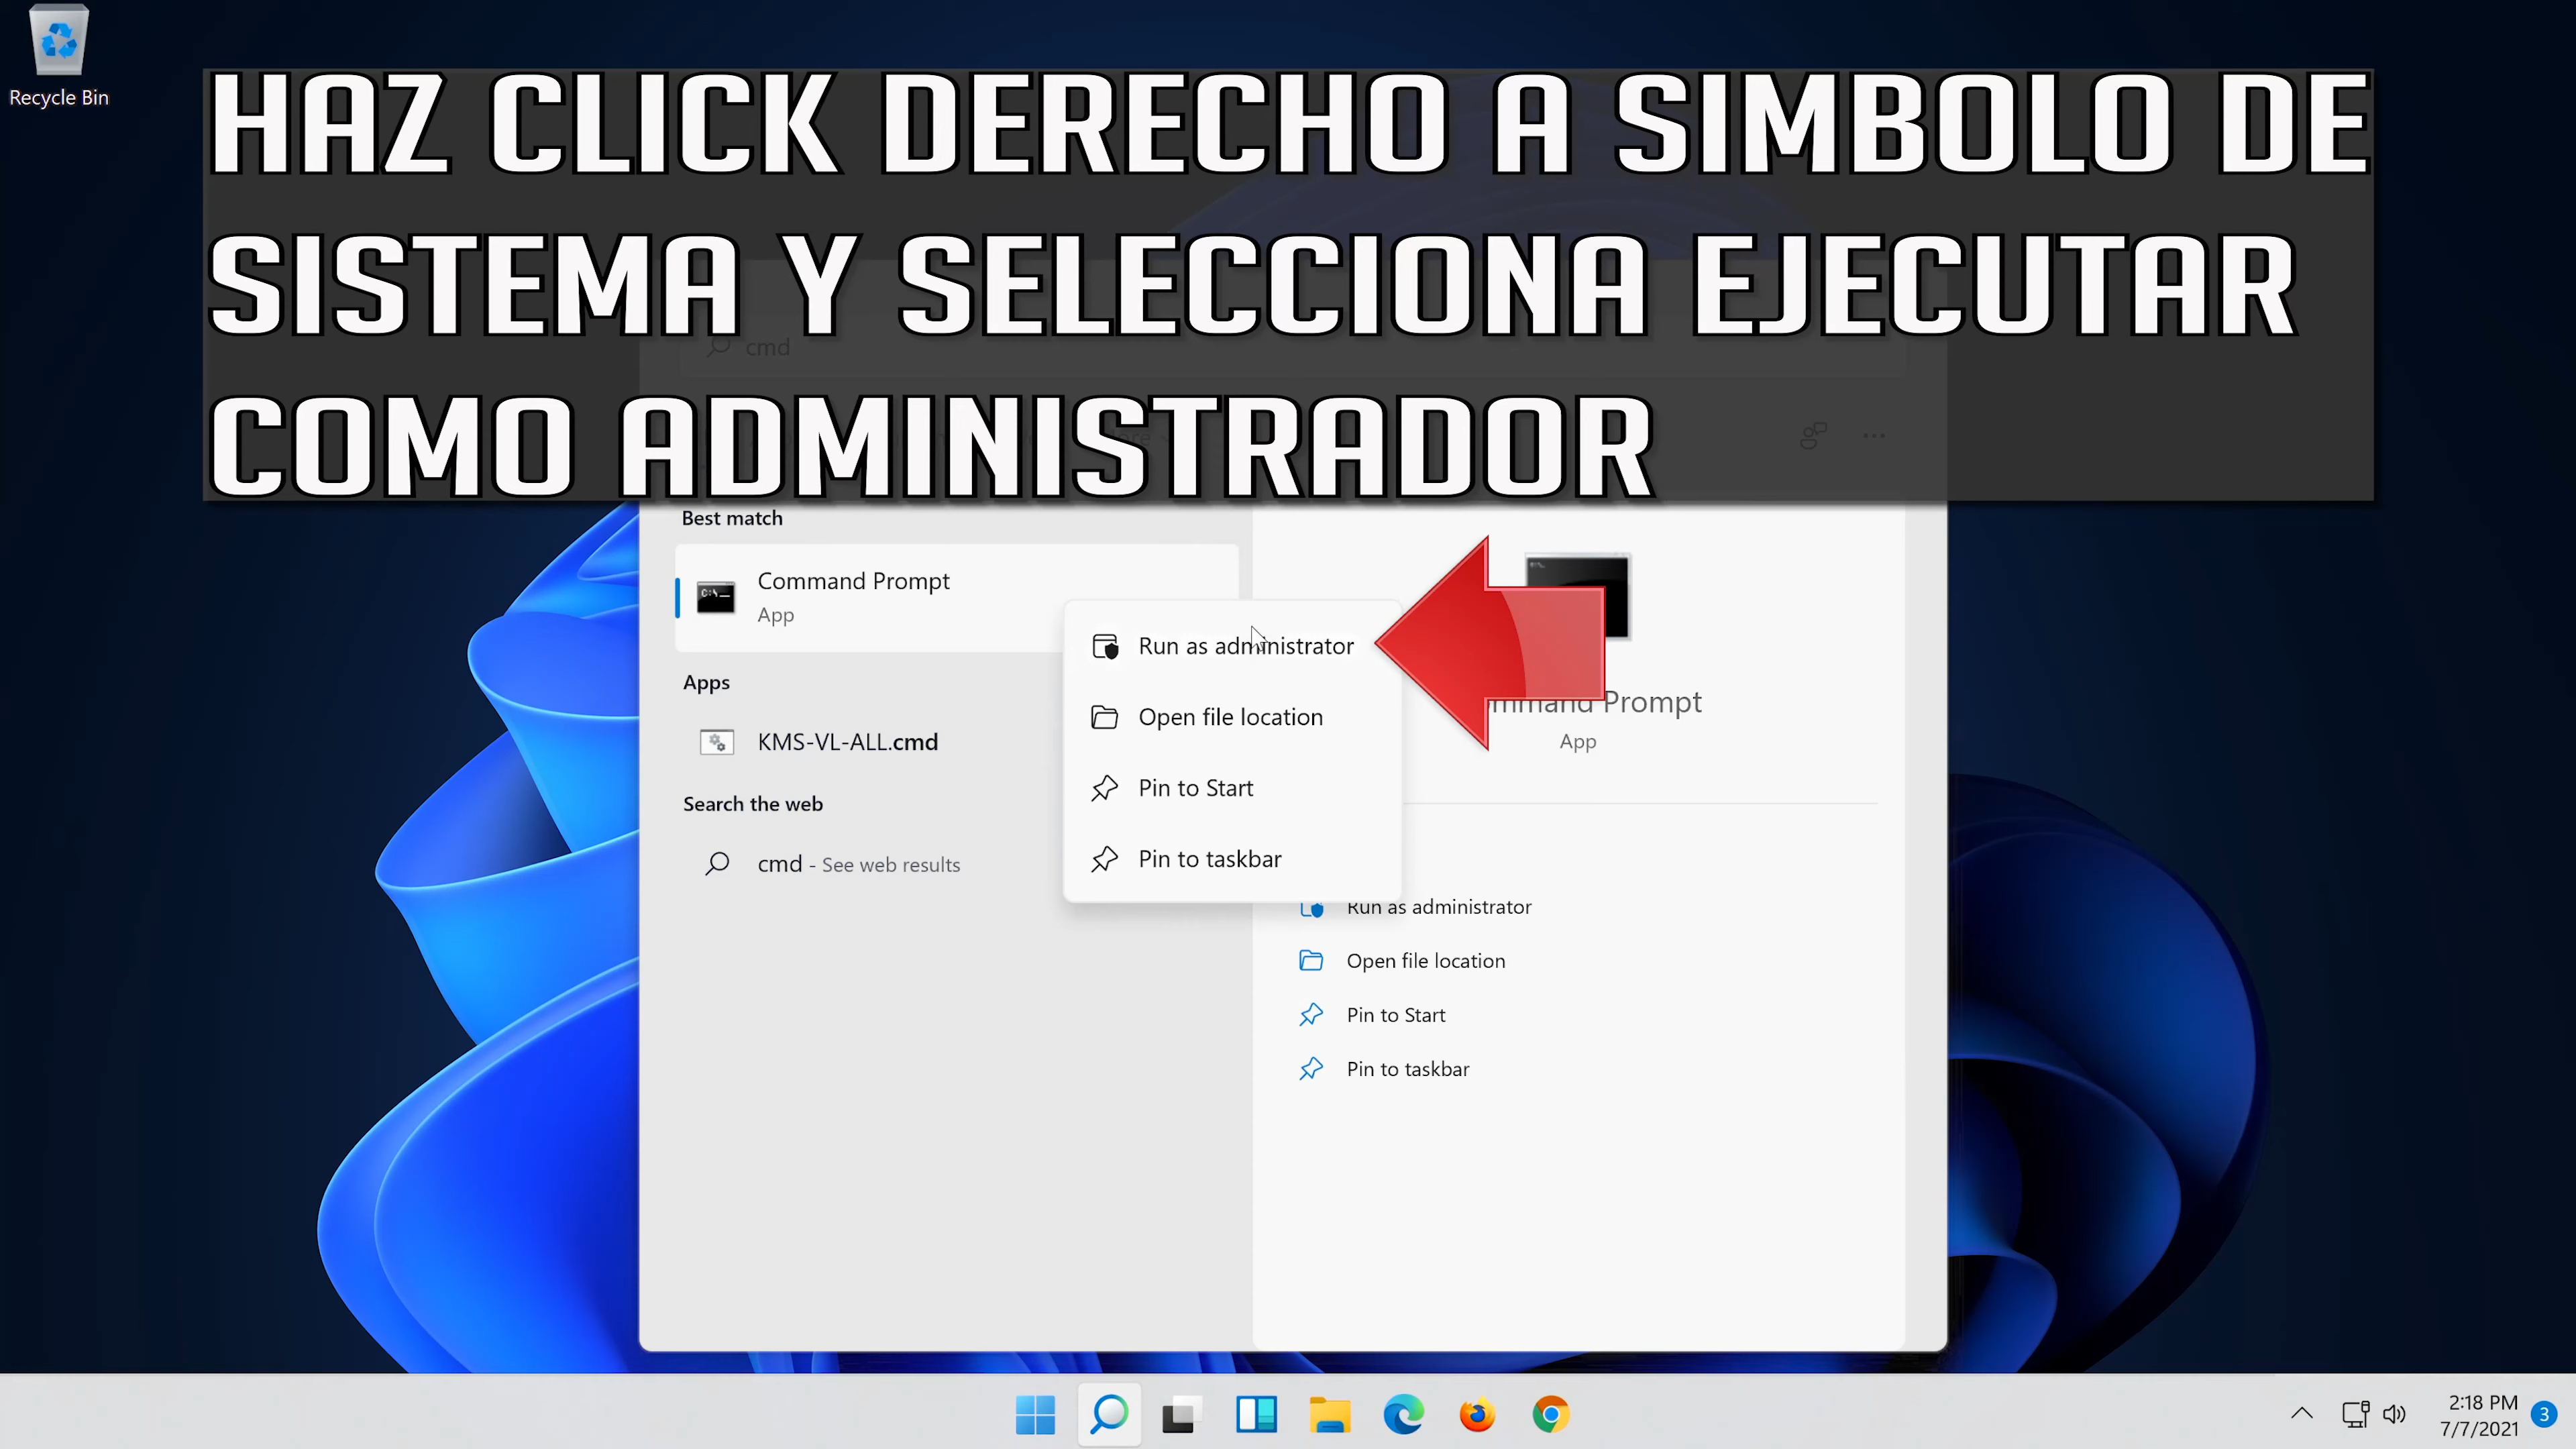 Recycle Bin
HAZ CLICK DERECHO A SIMBOLO DE
SISTEMA Y SELECCIONA EJECUTAR
COMO ADMINISTRADOR
cmd
Best match
Command Prompt
App
Run as administrator
Open file location
Pin to Start
Pin to taskbar
Apps
KMS-VL-ALL.cmd
Search the web
cmd - See web results
Prompt
App
Run as administrator
Open file location
Pin to Start
Pin to taskbar
2:18 PM
7/7/2021
3